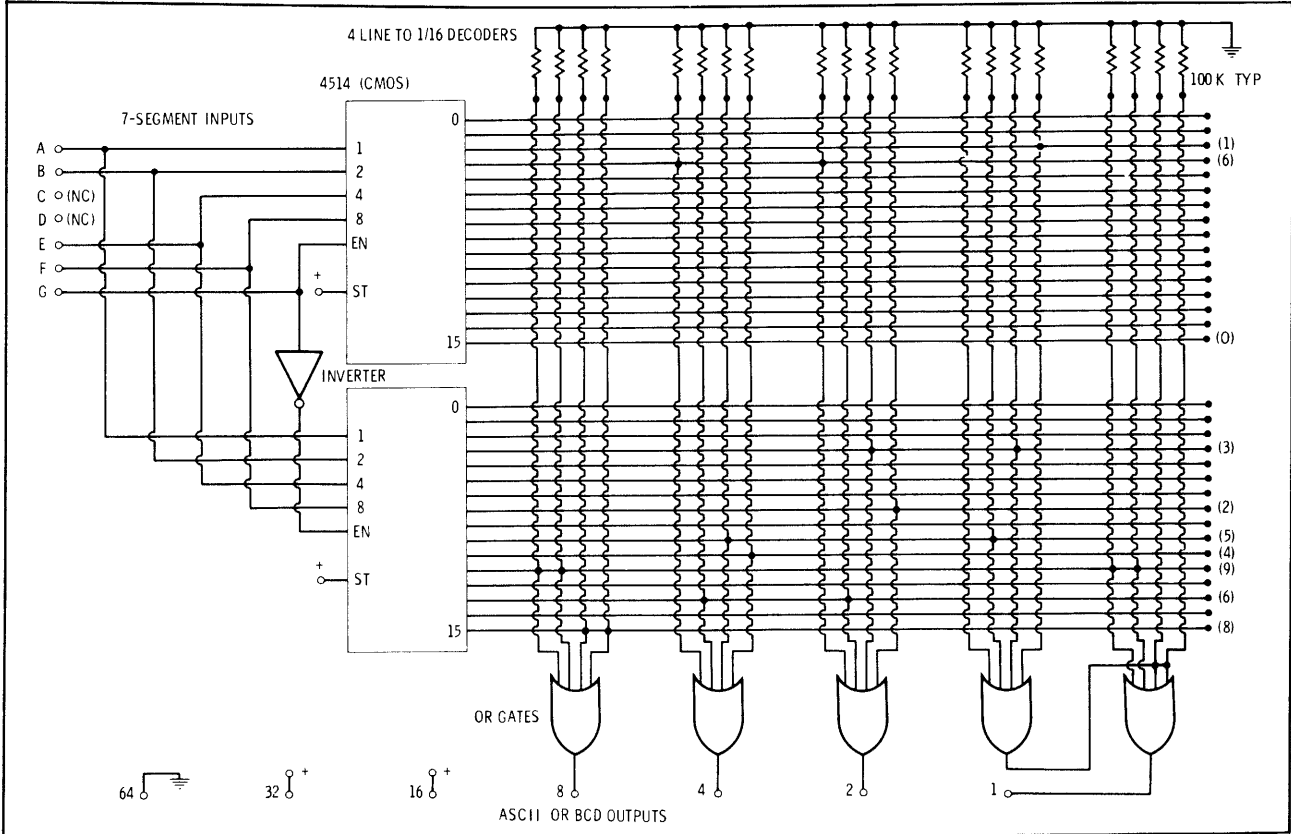 4 LINE TO 1/16 DECODERS
4514 (CMOS)
100 K TYP
7-SEGMENT INPUTS
0
A
1
(1)
(6)
B
2
C (NC)
4
D (NC)
8
E
EN
F
G
+
ST
15
(0)
INVERTER
0
1
2
(3)
4
8
(2)
EN
(5)
(4)
+
ST
(9)
(6)
15
(8)
OR GATES
64
32 +
16 +
8
4
2
1
ASCII OR BCD OUTPUTS